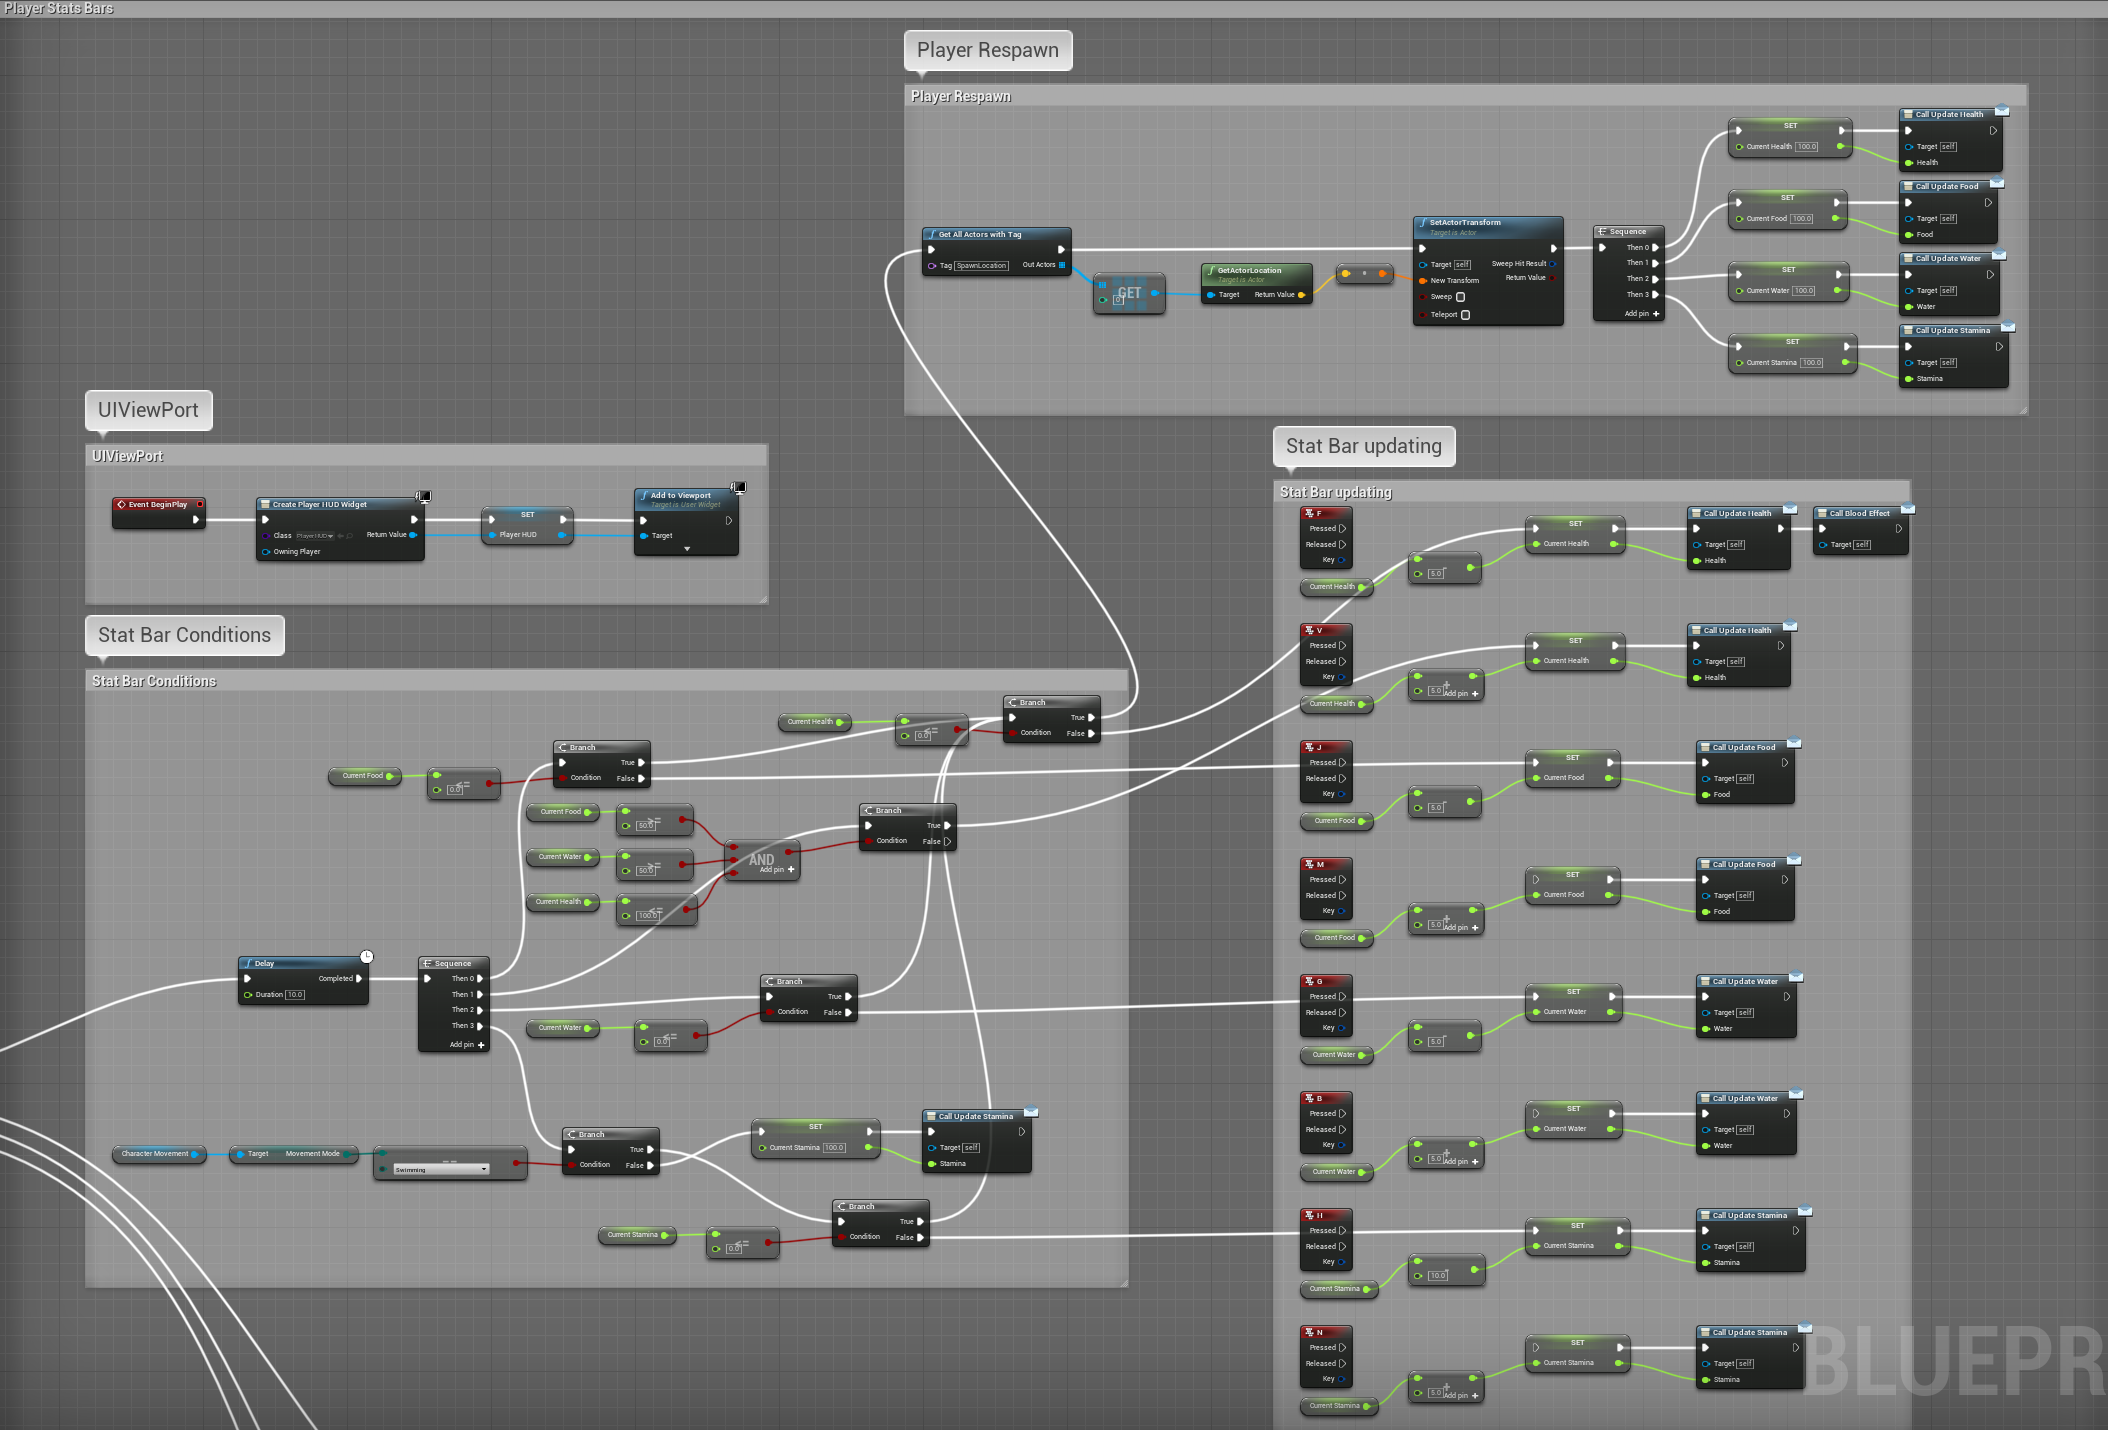 Player Stats Bars
Player Respawn
Player Respawn
Get All Actors with Tag
Tag SpawnLocation Out Actors
GET
0
GetActorLocation
Target is Actor
Target Return Value
SetActorTransform
Target is Actor
Target self Sweep Hit Result
New Transform Return Value
Sweep
Teleport
Sequence
Then 0
Then 1
Then 2
Then 3
Add pin +
SET
Current Health 100.0
Call Update Health
Target self
Health
SET
Current Food 100.0
Call Update Food
Target self
Food
SET
Current Water 100.0
Call Update Water
Target self
Water
SET
Current Stamina 100.0
Call Update Stamina
Target self
Stamina
UIViewPort
UIViewPort
Event BeginPlay
Create Player HUD Widget
Class Player HUD Return Value
Owning Player
SET
Player HUD
Add to Viewport
Target is User Widget
Target
Stat Bar Conditions
Stat Bar Conditions
Current Health
<=
0.0
Branch
True
Condition False
Current Food
<=
0.0
Branch
True
Condition False
Current Food
>=
50.0
Current Water
>=
50.0
Current Health
<=
100.0
AND
Add pin +
Branch
True
Condition False
Delay
Completed
Duration 10.0
Sequence
Then 0
Then 1
Then 2
Then 3
Add pin +
Current Water
<=
0.0
Branch
True
Condition False
Character Movement
Target Movement Mode
==
Swimming
Branch
True
Condition False
SET
Current Stamina 100.0
Call Update Stamina
Target self
Stamina
Current Stamina
<=
0.0
Branch
True
Condition False
Stat Bar updating
Stat Bar updating
F
Pressed
Released
Key
Current Health
5.0
SET
Current Health
Call Update Health
Target self
Health
Call Blood Effect
Target self
V
Pressed
Released
Key
Current Health
+
5.0 Add pin +
SET
Current Health
Call Update Health
Target self
Health
J
Pressed
Released
Key
Current Food
5.0
SET
Current Food
Call Update Food
Target self
Food
M
Pressed
Released
Key
Current Food
+
5.0 Add pin +
SET
Current Food
Call Update Food
Target self
Food
G
Pressed
Released
Key
Current Water
5.0
SET
Current Water
Call Update Water
Target self
Water
B
Pressed
Released
Key
Current Water
+
5.0 Add pin +
SET
Current Water
Call Update Water
Target self
Water
H
Pressed
Released
Key
Current Stamina
10.0
SET
Current Stamina
Call Update Stamina
Target self
Stamina
N
Pressed
Released
Key
Current Stamina
+
5.0 Add pin +
SET
Current Stamina
Call Update Stamina
Target self
Stamina
BLUEPR